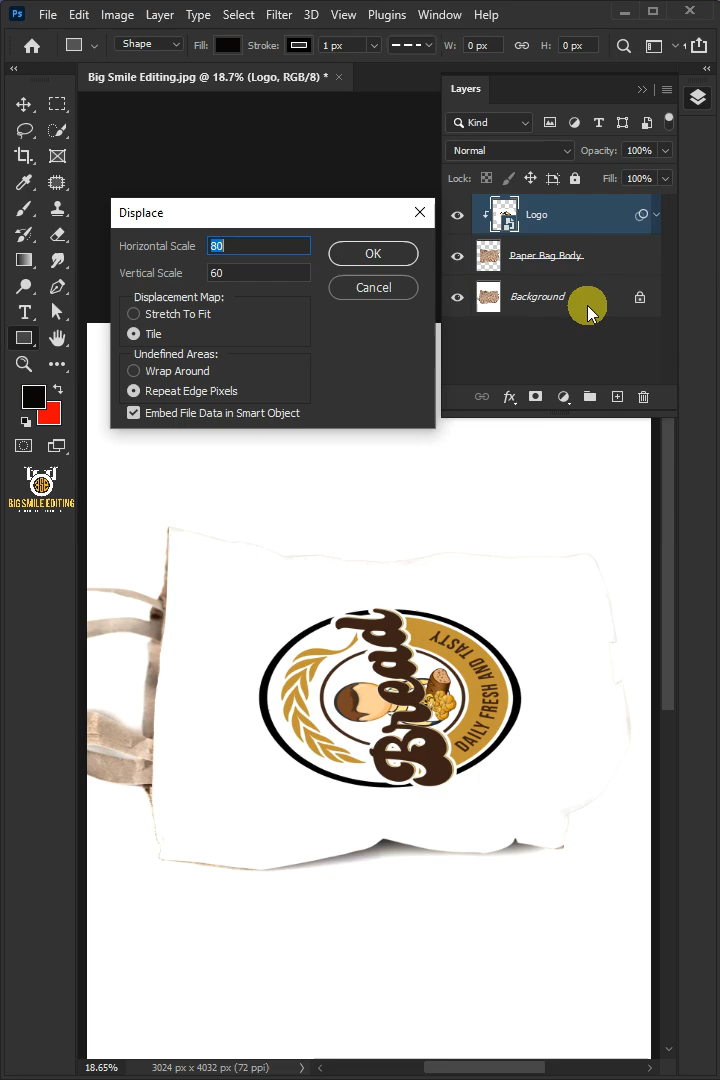 Ps File Edit Image Layer Type Select Filter 3D View Plugins Window Help
Shape Fill: Stroke: 1 px W: 0 px H: 0 px
Big Smile Editing.jpg @ 18.7% (Logo, RGB/8) *
Layers
Kind
Normal Opacity: 100%
Lock: Fill: 100%
Logo
Paper Bag Body
Background
fx
Displace
Horizontal Scale 80 OK
Vertical Scale 60 Cancel
Displacement Map:
Stretch To Fit
Tile
Undefined Areas:
Wrap Around
Repeat Edge Pixels
Embed File Data in Smart Object
BIG SMILE EDITING
Bread
DAILY FRESH AND TASTY
18.65% 3024 px x 4032 px (72 ppi)